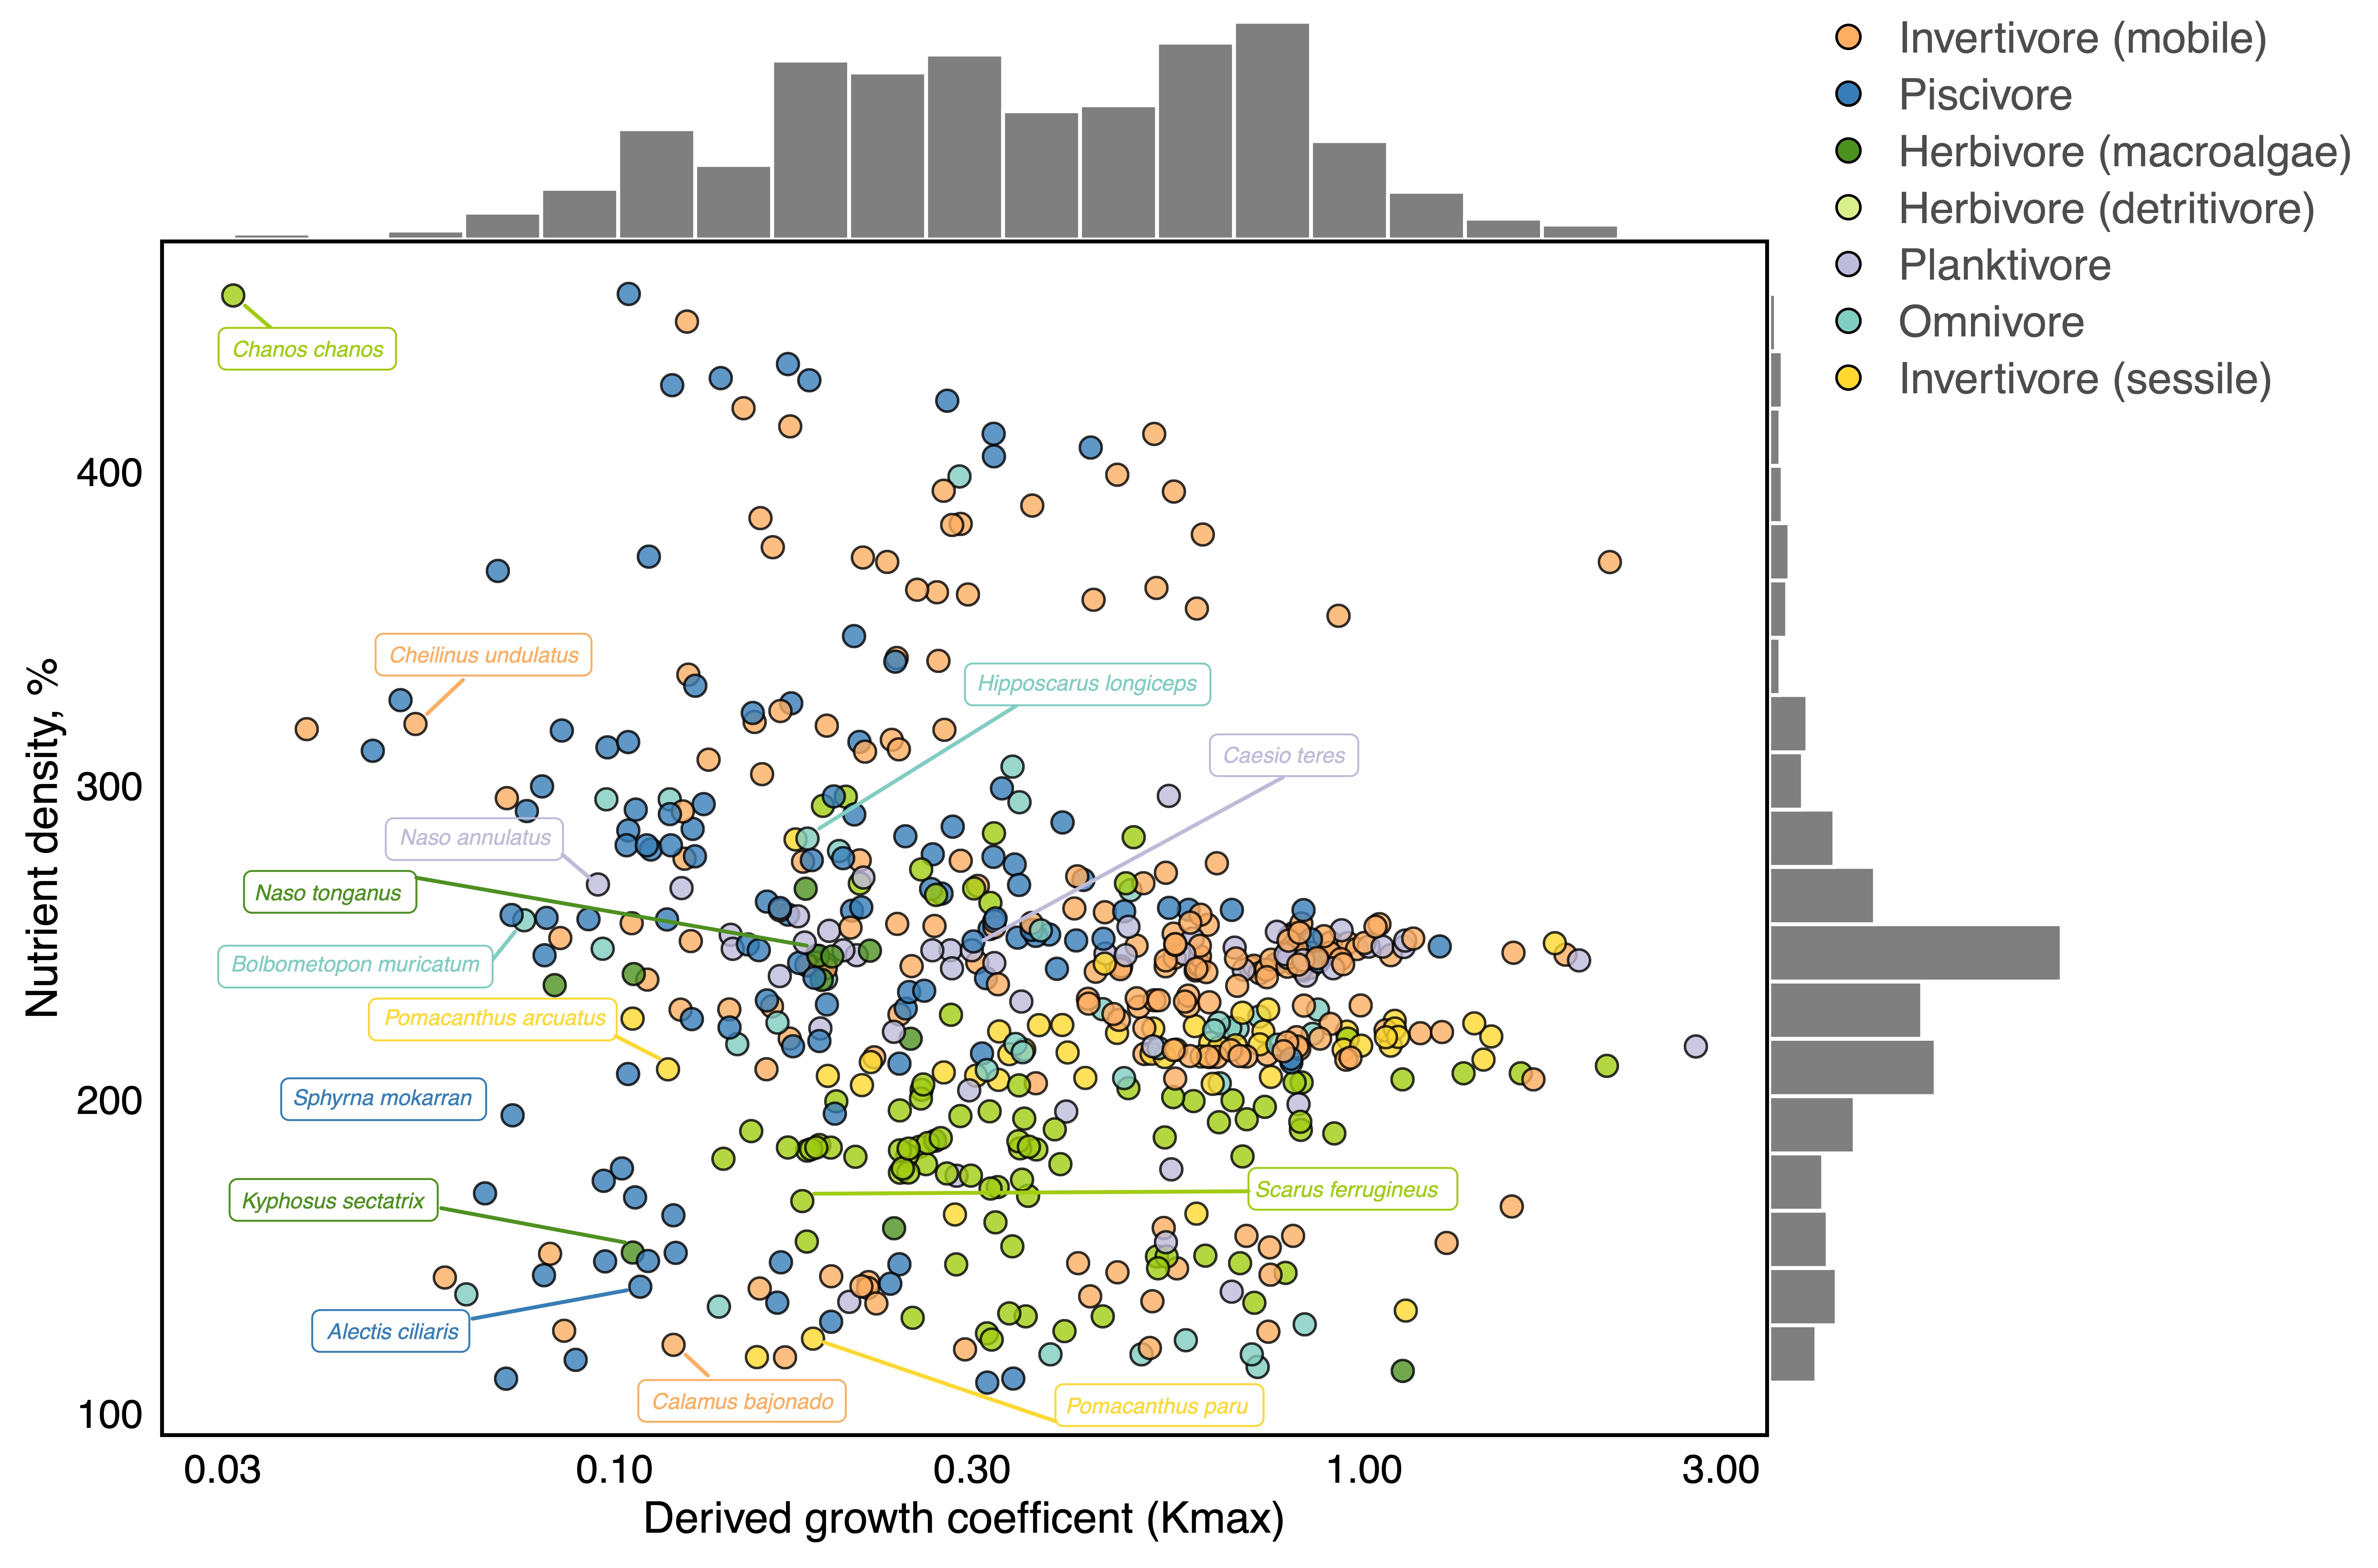 Invertivore (mobile)
Piscivore
Herbivore (macroalgae)
Herbivore (detritivore)
Planktivore
Omnivore
Invertivore (sessile)
Nutrient density, %
400
300
200
100
Chanos chanos
Cheilinus undulatus
Hipposcarus longiceps
Caesio teres
Naso annulatus
Naso tonganus
Bolbometopon muricatum
Pomacanthus arcuatus
Sphyrna mokarran
Scarus ferrugineus
Kyphosus sectatrix
Alectis ciliaris
Calamus bajonado
Pomacanthus paru
0.03 0.10 0.30 1.00 3.00
Derived growth coefficent (Kmax)